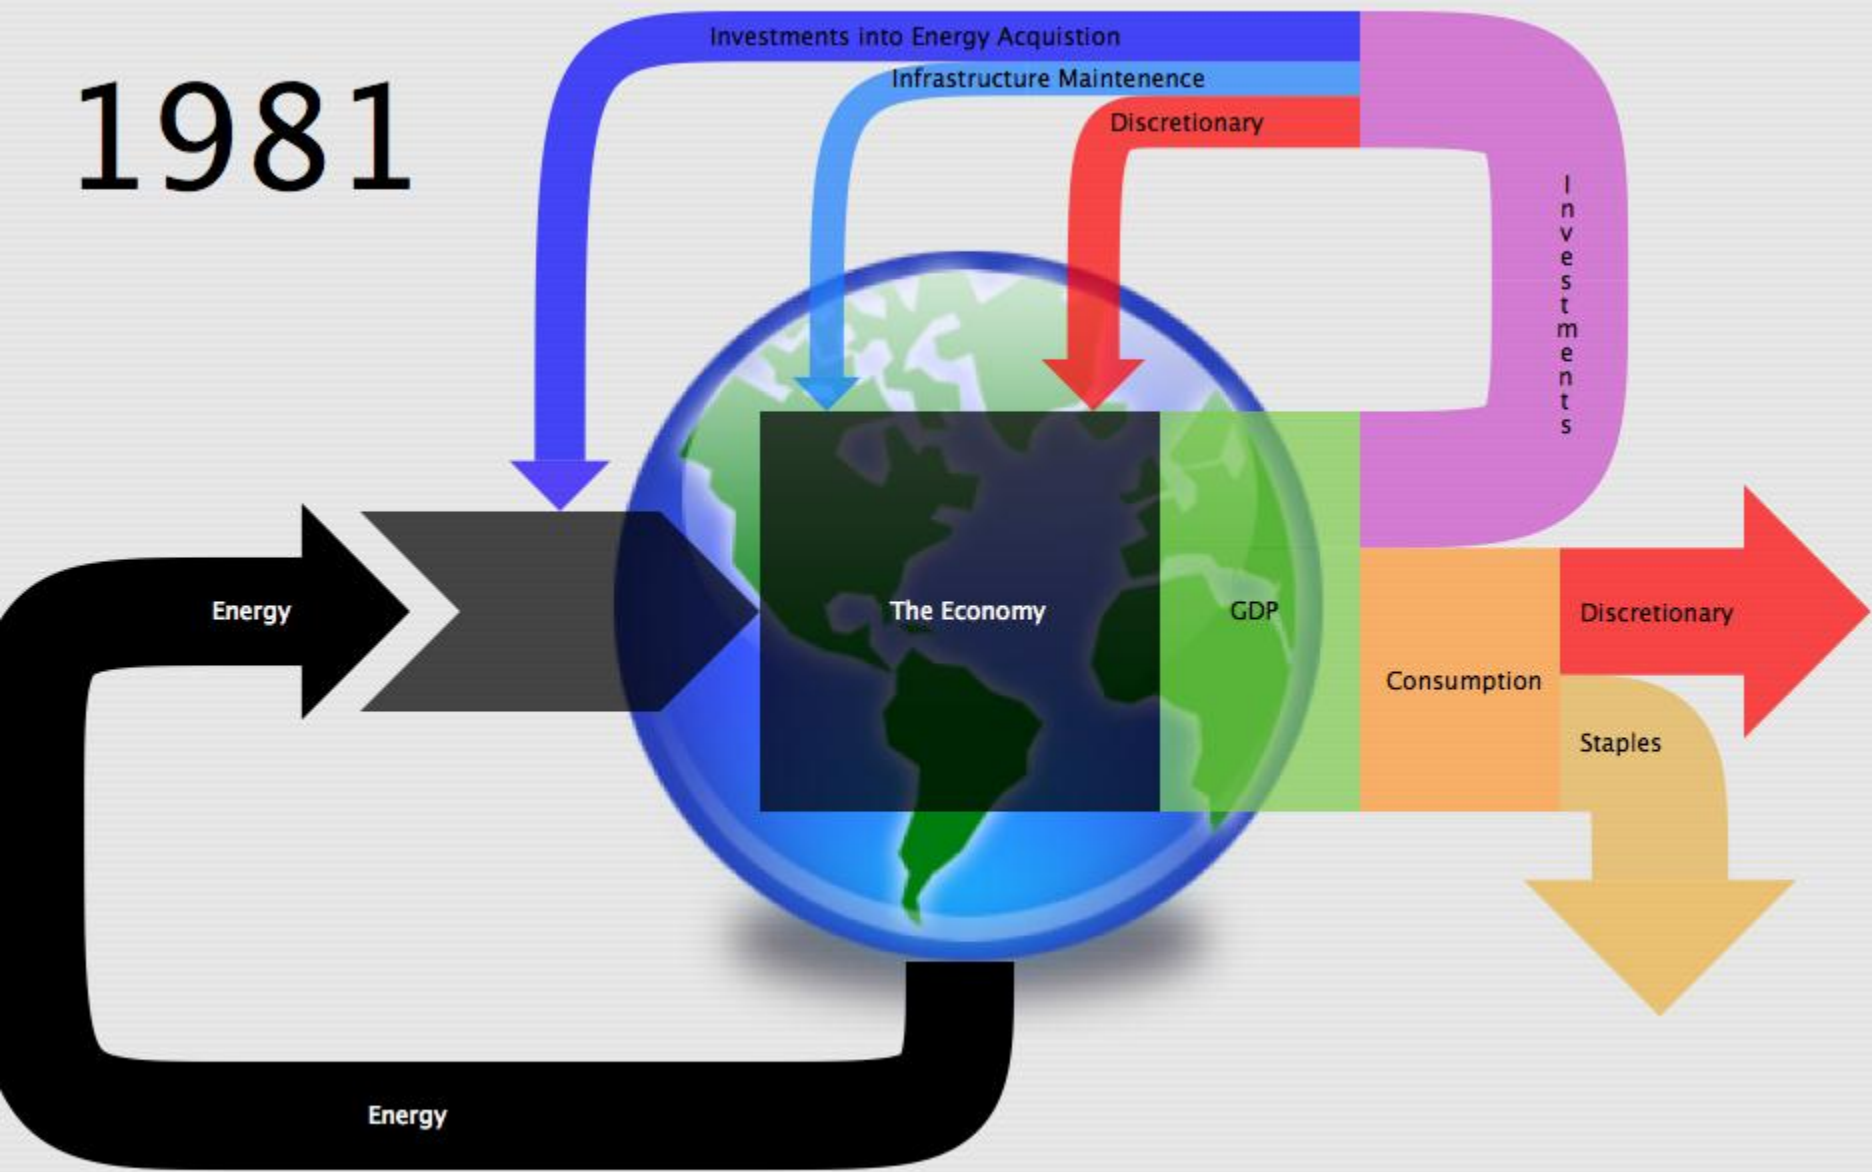 1981
Investments into Energy Acquistion
Infrastructure Maintenence
Discretionary
Investments
Energy
The Economy
GDP
Discretionary
Consumption
Staples
Energy